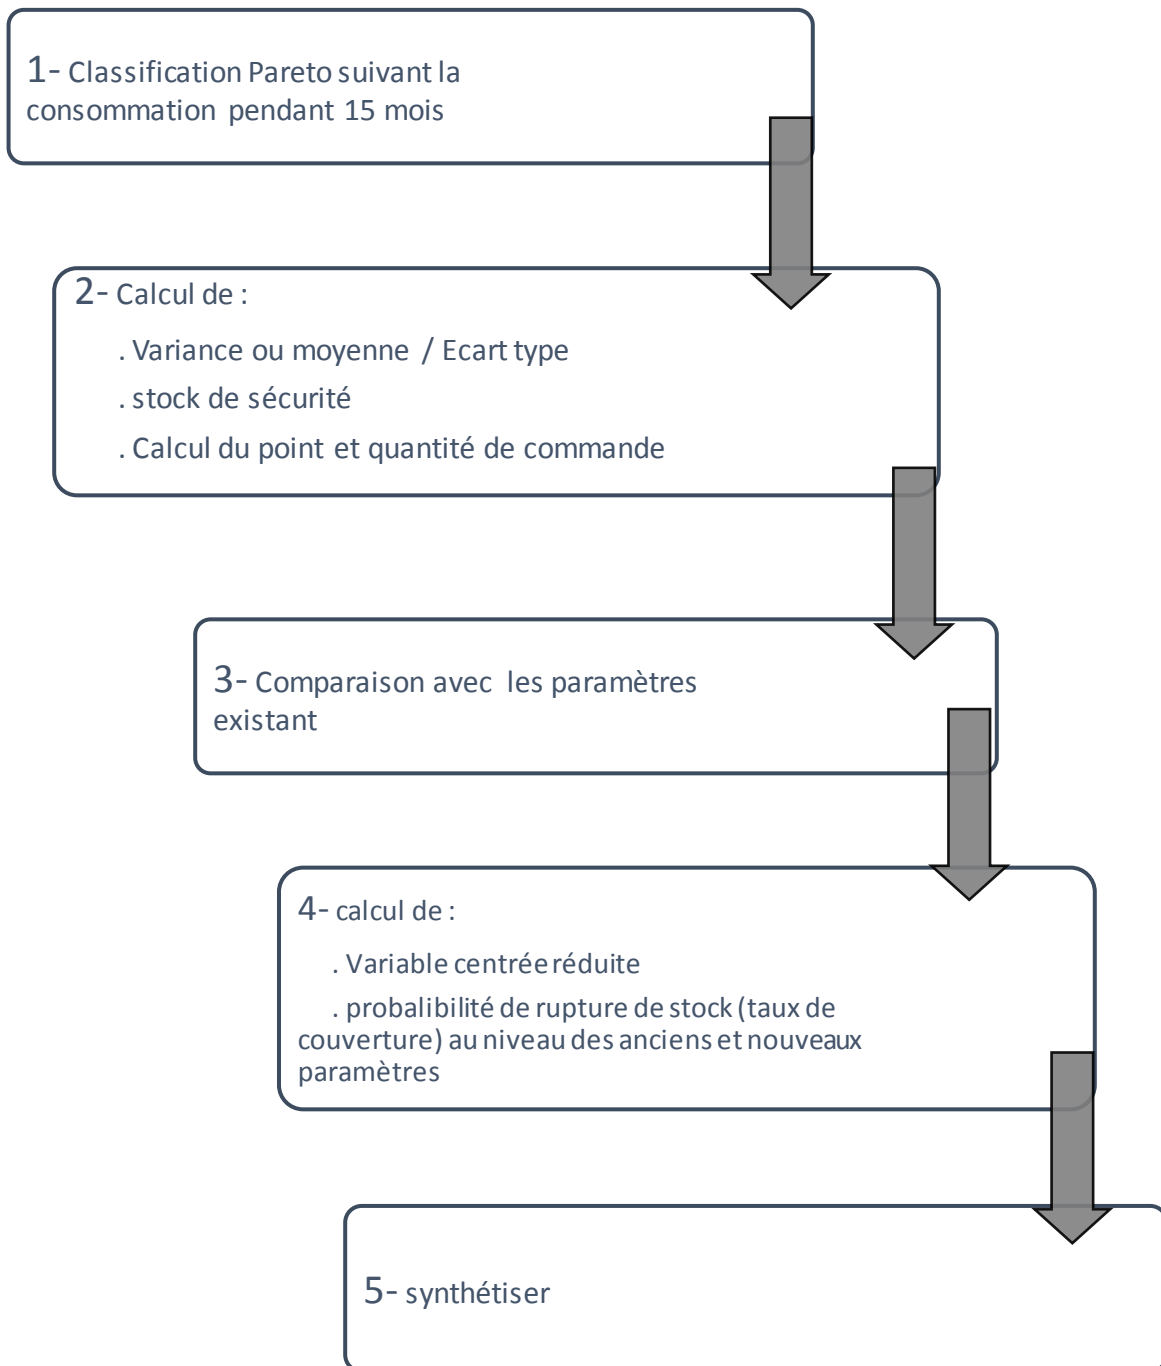 1- Classification Pareto suivant la
consommation pendant 15 mois
2- Calcul de :
. Variance ou moyenne / Ecart type
. stock de sécurité
. Calcul du point et quantité de commande
3- Comparaison avec les paramètres
existant
4- calcul de :
. Variable centrée réduite
. probalibilité de rupture de stock (taux de
couverture) au niveau des anciens et nouveaux
paramètres
5- synthétiser